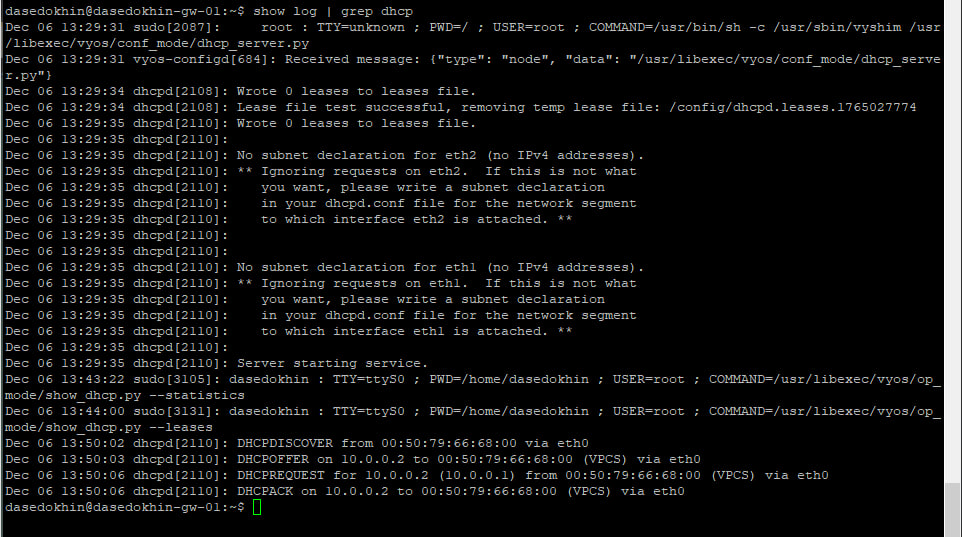 dasedokhin@dasedokhin-gw-01:~$ show log | grep dhcp
Dec 06 13:29:31 sudo[2087]:     root : TTY=unknown ; PWD=/ ; USER=root ; COMMAND=/usr/bin/sh -c /usr/sbin/vyshim /usr
/libexec/vyos/conf_mode/dhcp_server.py
Dec 06 13:29:31 vyos-configd[684]: Received message: {"type": "node", "data": "/usr/libexec/vyos/conf_mode/dhcp_serve
r.py"}
Dec 06 13:29:34 dhcpd[2108]: Wrote 0 leases to leases file.
Dec 06 13:29:34 dhcpd[2108]: Lease file test successful, removing temp lease file: /config/dhcpd.leases.1765027774
Dec 06 13:29:35 dhcpd[2110]: Wrote 0 leases to leases file.
Dec 06 13:29:35 dhcpd[2110]:
Dec 06 13:29:35 dhcpd[2110]: No subnet declaration for eth2 (no IPv4 addresses).
Dec 06 13:29:35 dhcpd[2110]: ** Ignoring requests on eth2.  If this is not what
Dec 06 13:29:35 dhcpd[2110]:    you want, please write a subnet declaration
Dec 06 13:29:35 dhcpd[2110]:    in your dhcpd.conf file for the network segment
Dec 06 13:29:35 dhcpd[2110]:    to which interface eth2 is attached. **
Dec 06 13:29:35 dhcpd[2110]:
Dec 06 13:29:35 dhcpd[2110]:
Dec 06 13:29:35 dhcpd[2110]: No subnet declaration for eth1 (no IPv4 addresses).
Dec 06 13:29:35 dhcpd[2110]: ** Ignoring requests on eth1.  If this is not what
Dec 06 13:29:35 dhcpd[2110]:    you want, please write a subnet declaration
Dec 06 13:29:35 dhcpd[2110]:    in your dhcpd.conf file for the network segment
Dec 06 13:29:35 dhcpd[2110]:    to which interface eth1 is attached. **
Dec 06 13:29:35 dhcpd[2110]:
Dec 06 13:29:35 dhcpd[2110]: Server starting service.
Dec 06 13:43:22 sudo[3105]: dasedokhin : TTY=ttyS0 ; PWD=/home/dasedokhin ; USER=root ; COMMAND=/usr/libexec/vyos/op_
mode/show_dhcp.py --statistics
Dec 06 13:44:00 sudo[3131]: dasedokhin : TTY=ttyS0 ; PWD=/home/dasedokhin ; USER=root ; COMMAND=/usr/libexec/vyos/op_
mode/show_dhcp.py --leases
Dec 06 13:50:02 dhcpd[2110]: DHCPDISCOVER from 00:50:79:66:68:00 via eth0
Dec 06 13:50:03 dhcpd[2110]: DHCPOFFER on 10.0.0.2 to 00:50:79:66:68:00 (VPCS) via eth0
Dec 06 13:50:06 dhcpd[2110]: DHCPREQUEST for 10.0.0.2 (10.0.0.1) from 00:50:79:66:68:00 (VPCS) via eth0
Dec 06 13:50:06 dhcpd[2110]: DHCPACK on 10.0.0.2 to 00:50:79:66:68:00 (VPCS) via eth0
dasedokhin@dasedokhin-gw-01:~$